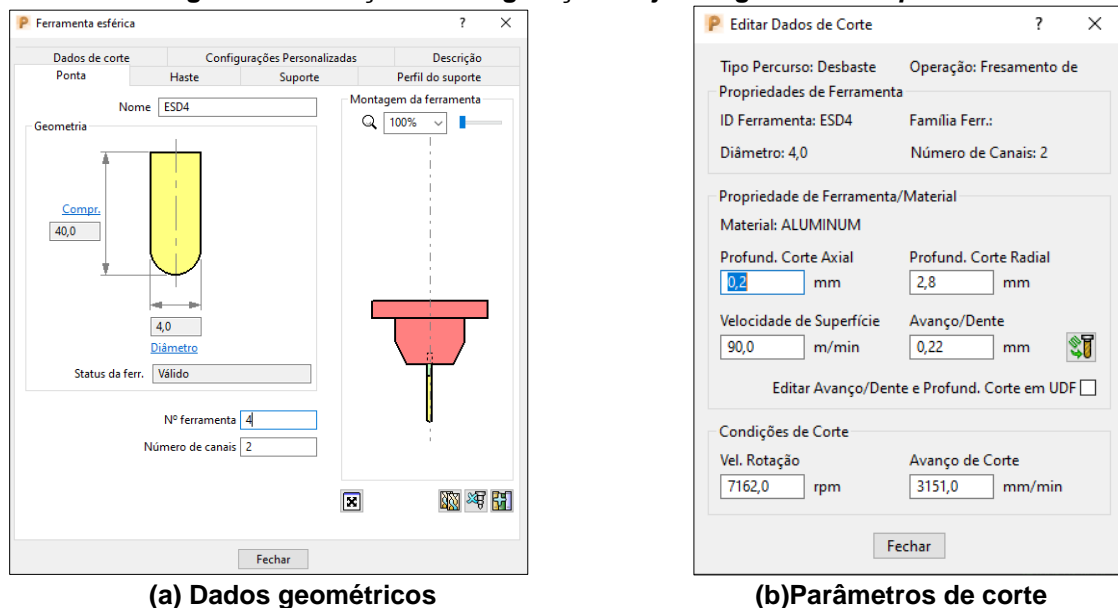 Ferramenta esférica ? ×
Dados de corte Configurações Personalizadas Descrição
Ponta Haste Suporte Perfil do suporte
Nome ESD4
Geometria
Compr.
40,0
4,0
Diâmetro
Status da ferr. Válido
Nº ferramenta 4
Número de canais 2
Montagem da ferramenta
100%
Fechar
(a) Dados geométricos
Editar Dados de Corte ? ×
Tipo Percurso: Desbaste Operação: Fresamento de
Propriedades de Ferramenta
ID Ferramenta: ESD4 Família Ferr.:
Diâmetro: 4,0 Número de Canais: 2
Propriedade de Ferramenta/Material
Material: ALUMINUM
Profund. Corte Axial Profund. Corte Radial
0,2 mm 2,8 mm
Velocidade de Superfície Avanço/Dente
90,0 m/min 0,22 mm
Editar Avanço/Dente e Profund. Corte em UDF
Condições de Corte
Vel. Rotação Avanço de Corte
7162,0 rpm 3151,0 mm/min
Fechar
(b)Parâmetros de corte